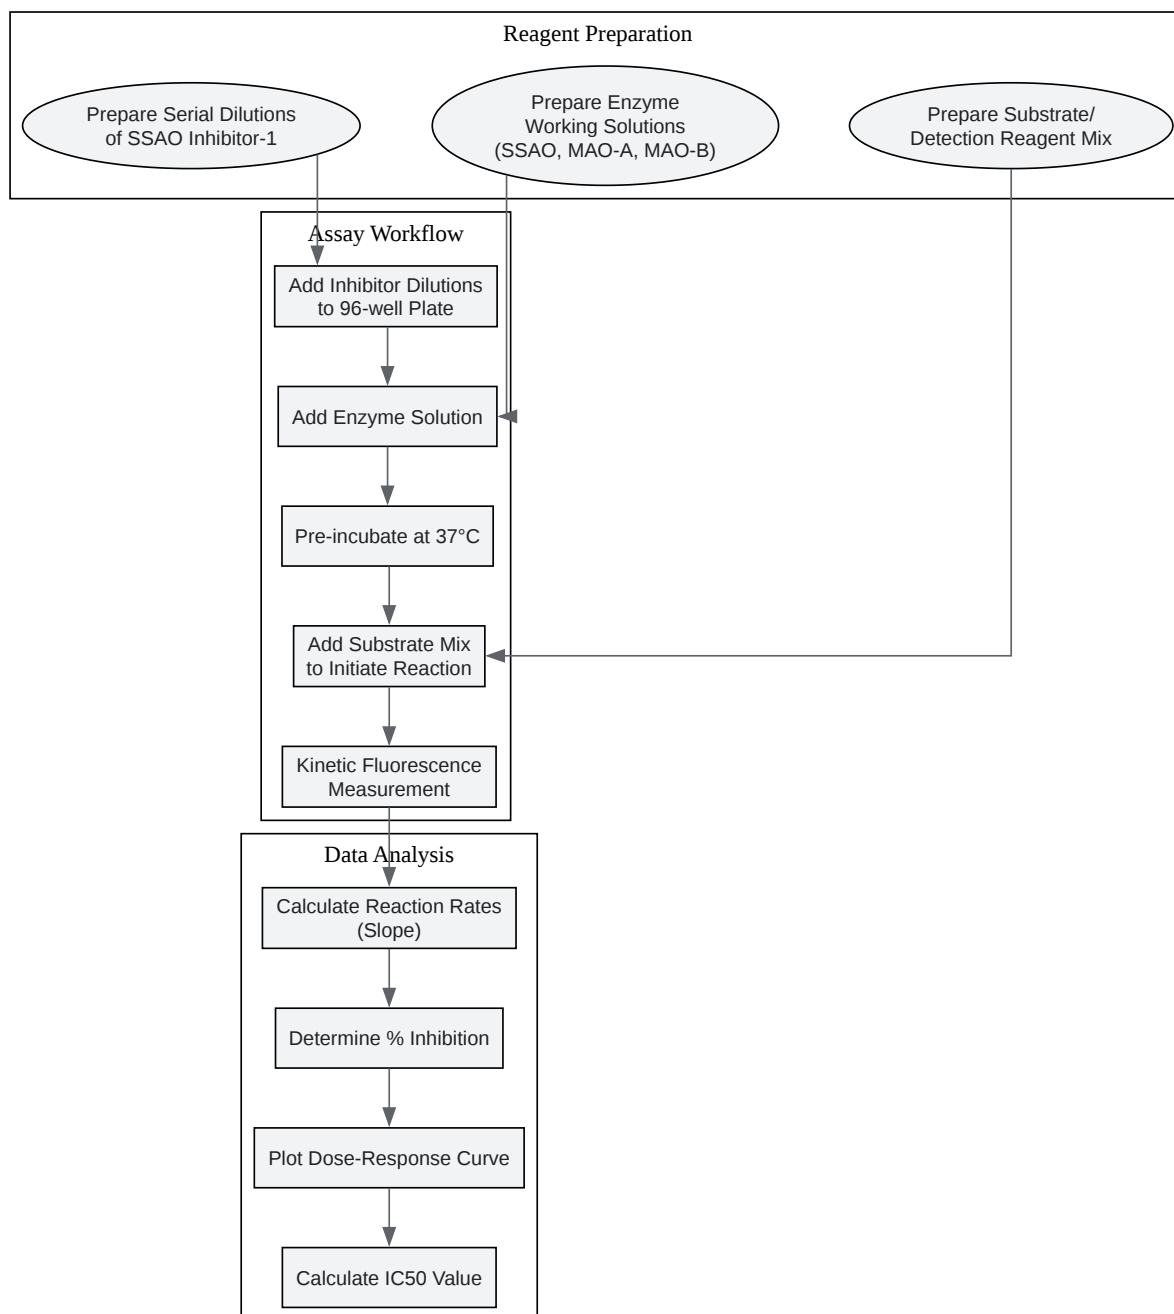 Reagent Preparation
Prepare Serial Dilutions
of SSAO Inhibitor-1
Prepare Enzyme
Working Solutions
(SSAO, MAO-A, MAO-B)
Prepare Substrate/
Detection Reagent Mix
Assay Workflow
Add Inhibitor Dilutions
to 96-well Plate
Add Enzyme Solution
Pre-incubate at 37°C
Add Substrate Mix
to Initiate Reaction
Kinetic Fluorescence
Measurement
Data Analysis
Calculate Reaction Rates
(Slope)
Determine % Inhibition
Plot Dose-Response Curve
Calculate IC50 Value